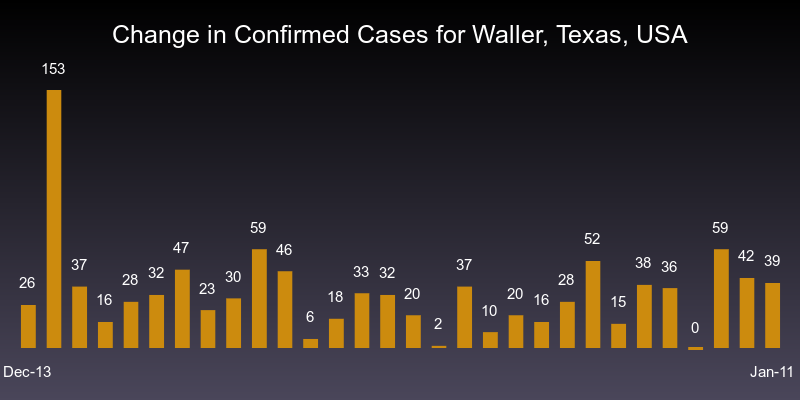 Change in Confirmed Cases for Waller, Texas, USA
153
26 37 16 28 32 47 23 30 59 46 6 18 33 32 20 2 37 10 20 16 28 52 15 38 36 0 59 42 39
Dec-13 Jan-11